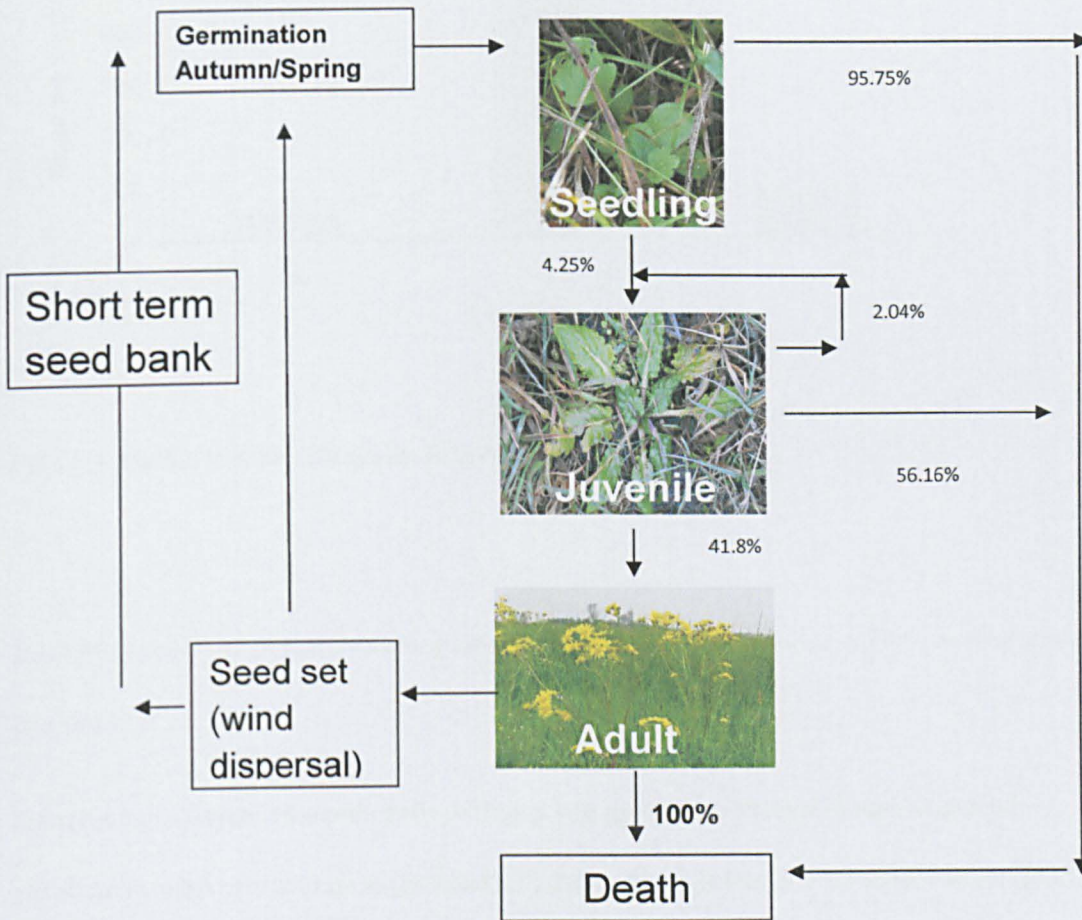 Germination
Autumn/Spring
95.75%
Seedling
4.25%
2.04%
Short term
seed bank
Juvenile
56.16%
41.8%
Seed set
(wind
dispersal)
Adult
100%
Death